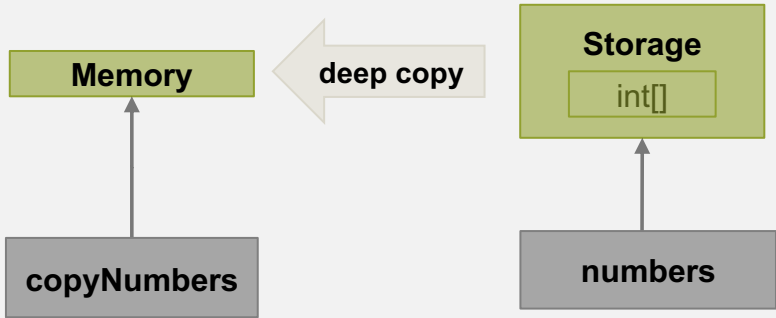 Storage
Memory
deep copy
int[]
copyNumbers
numbers